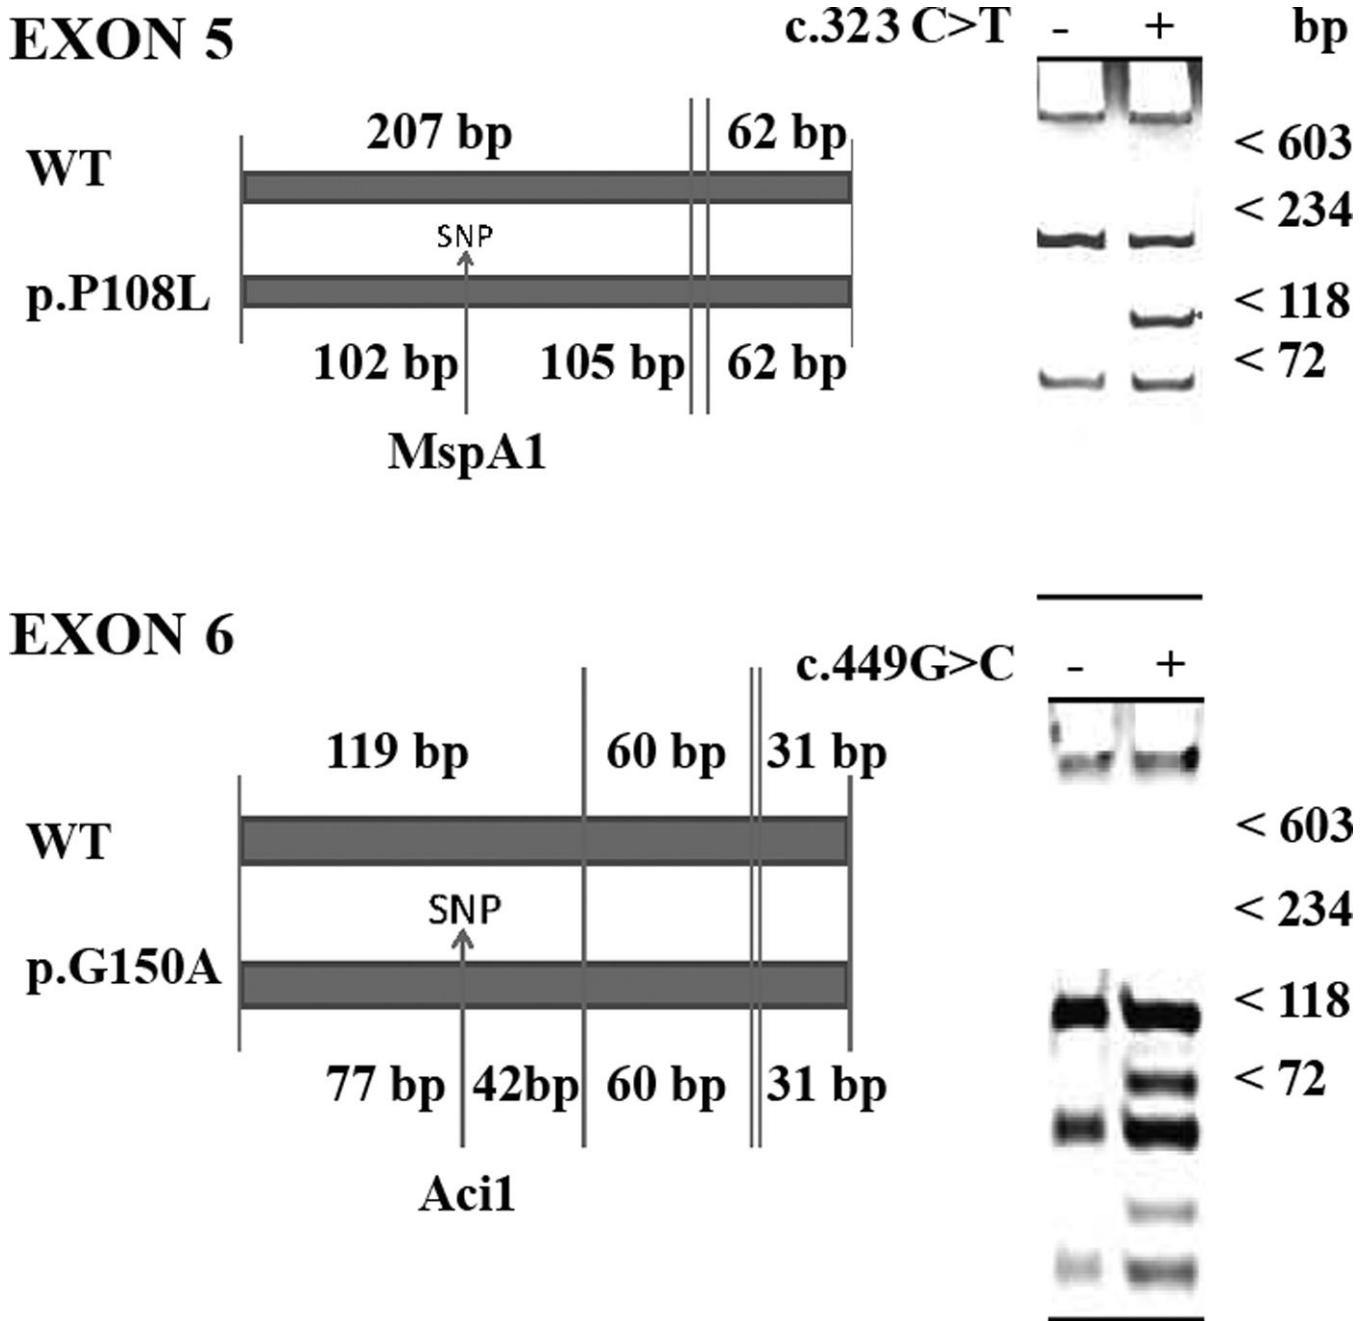 EXON 5
c.323 C>T - + bp
207 bp 62 bp
WT
< 603
< 234
SNP
p.P108L
< 118
102 bp 105 bp 62 bp
< 72
MspA1
EXON 6
c.449G>C - +
119 bp 60 bp 31 bp
WT
< 603
SNP
< 234
p.G150A
< 118
77 bp 42bp 60 bp 31 bp
< 72
Aci1